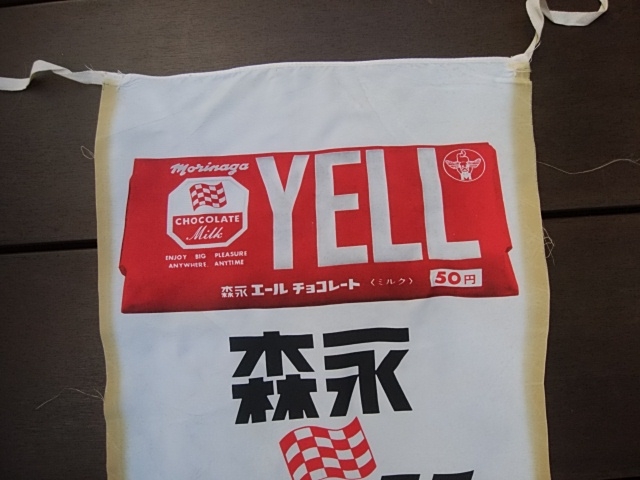 Morinaga
YELL
CHOCOLATE
Milk
ENJOY BIG PLEASURE
ANYWHERE, ANYTIME
森永 エール チョコレート 〈ミルク〉 50円
森永